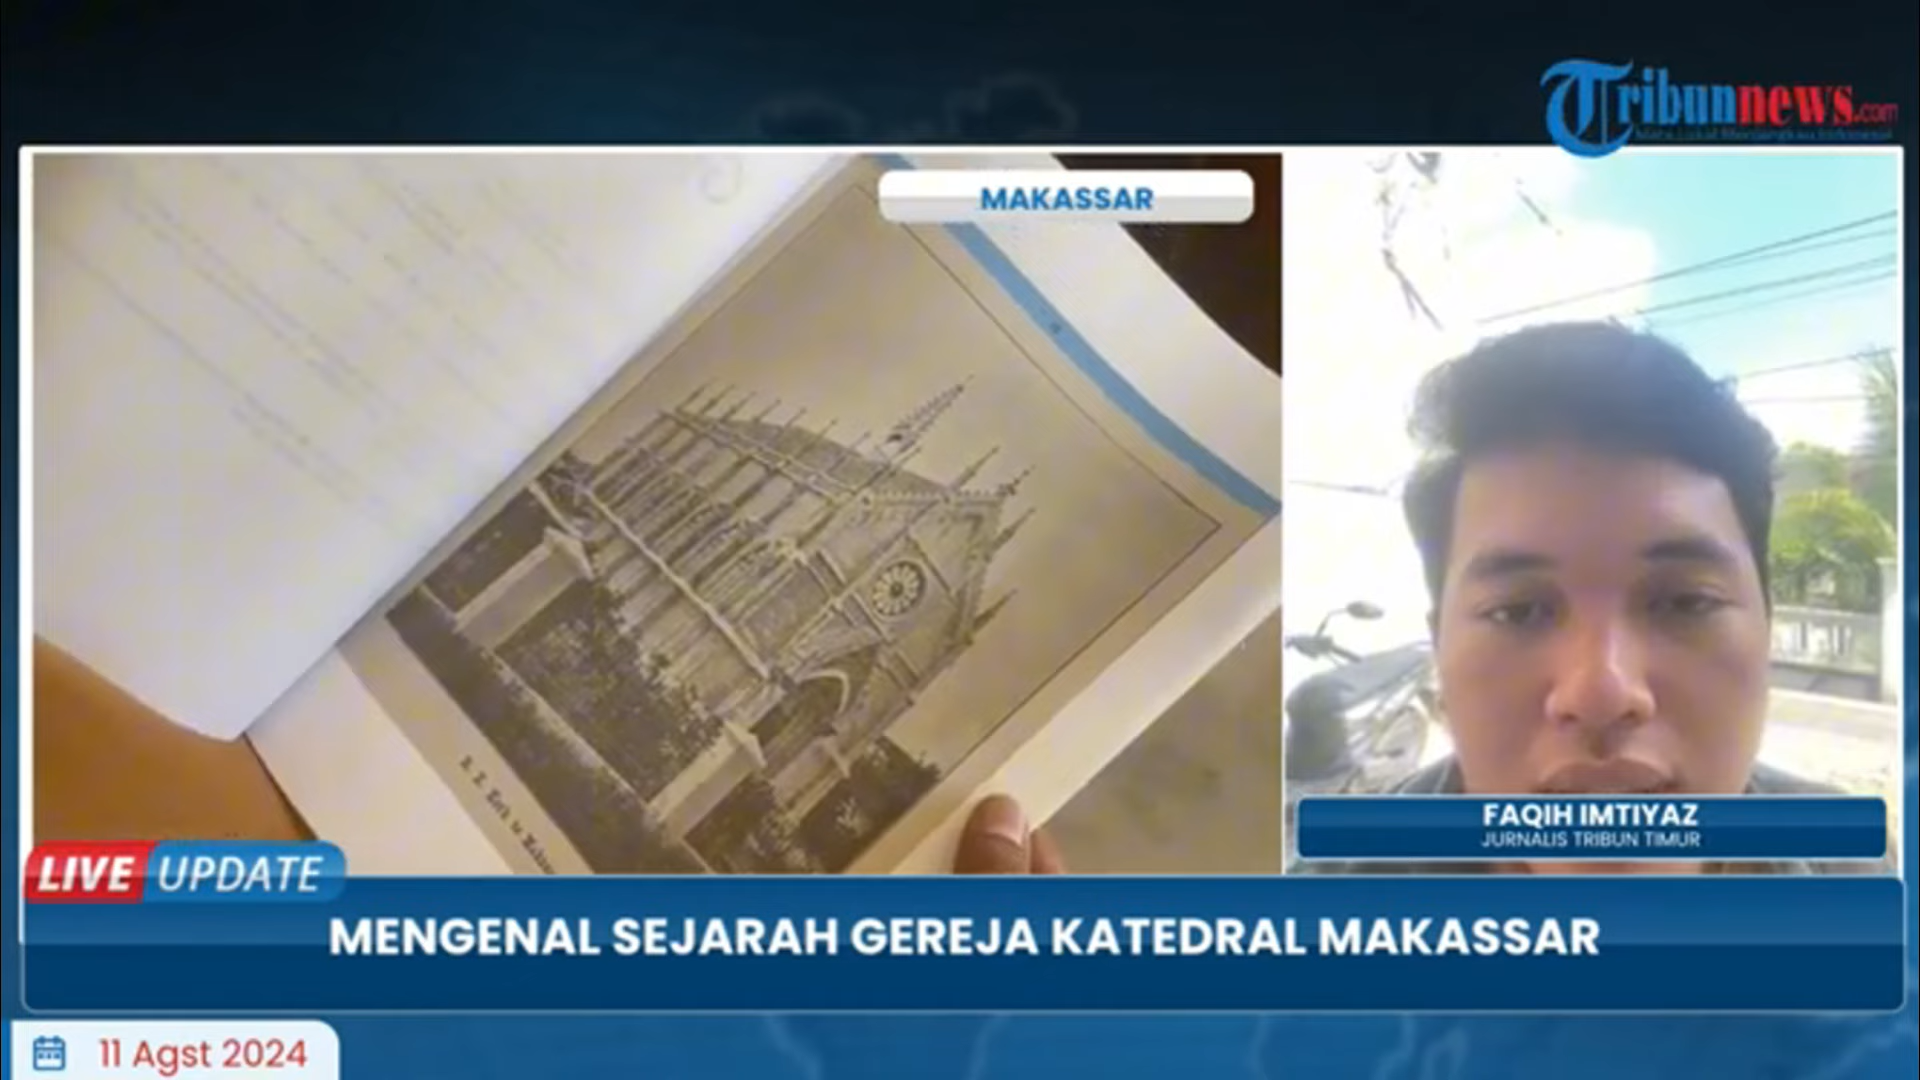 Tribunnews.com
MAKASSAR
FAQIH IMTIYAZ
JURNALIS TRIBUN TIMUR
LIVE UPDATE
MENGENAL SEJARAH GEREJA KATEDRAL MAKASSAR
11 Agst 2024